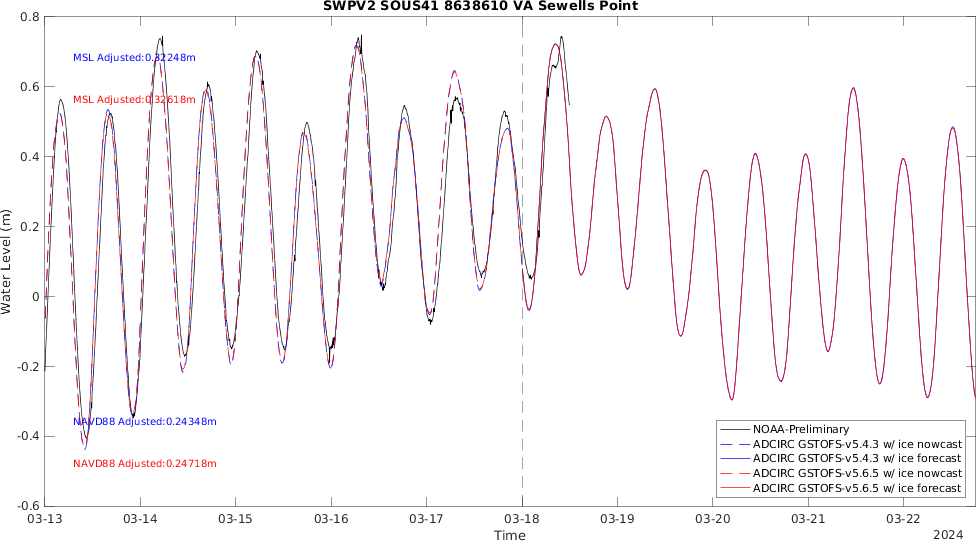 SWPV2 SOUS41 8638610 VA Sewells Point
0.8
MSL Adjusted:0.32248m
0.6
MSL Adjusted:0.32618m
0.4
0.2
Water Level (m)
0
-0.2
NAVD88 Adjusted:0.24348m
-0.4
NAVD88 Adjusted:0.24718m
NOAA-Preliminary
ADCIRC GSTOFS-v5.4.3 w/ ice nowcast
ADCIRC GSTOFS-v5.4.3 w/ ice forecast
ADCIRC GSTOFS-v5.6.5 w/ ice nowcast
ADCIRC GSTOFS-v5.6.5 w/ ice forecast
-0.6
03-13 03-14 03-15 03-16 03-17 03-18 03-19 03-20 03-21 03-22
Time
2024